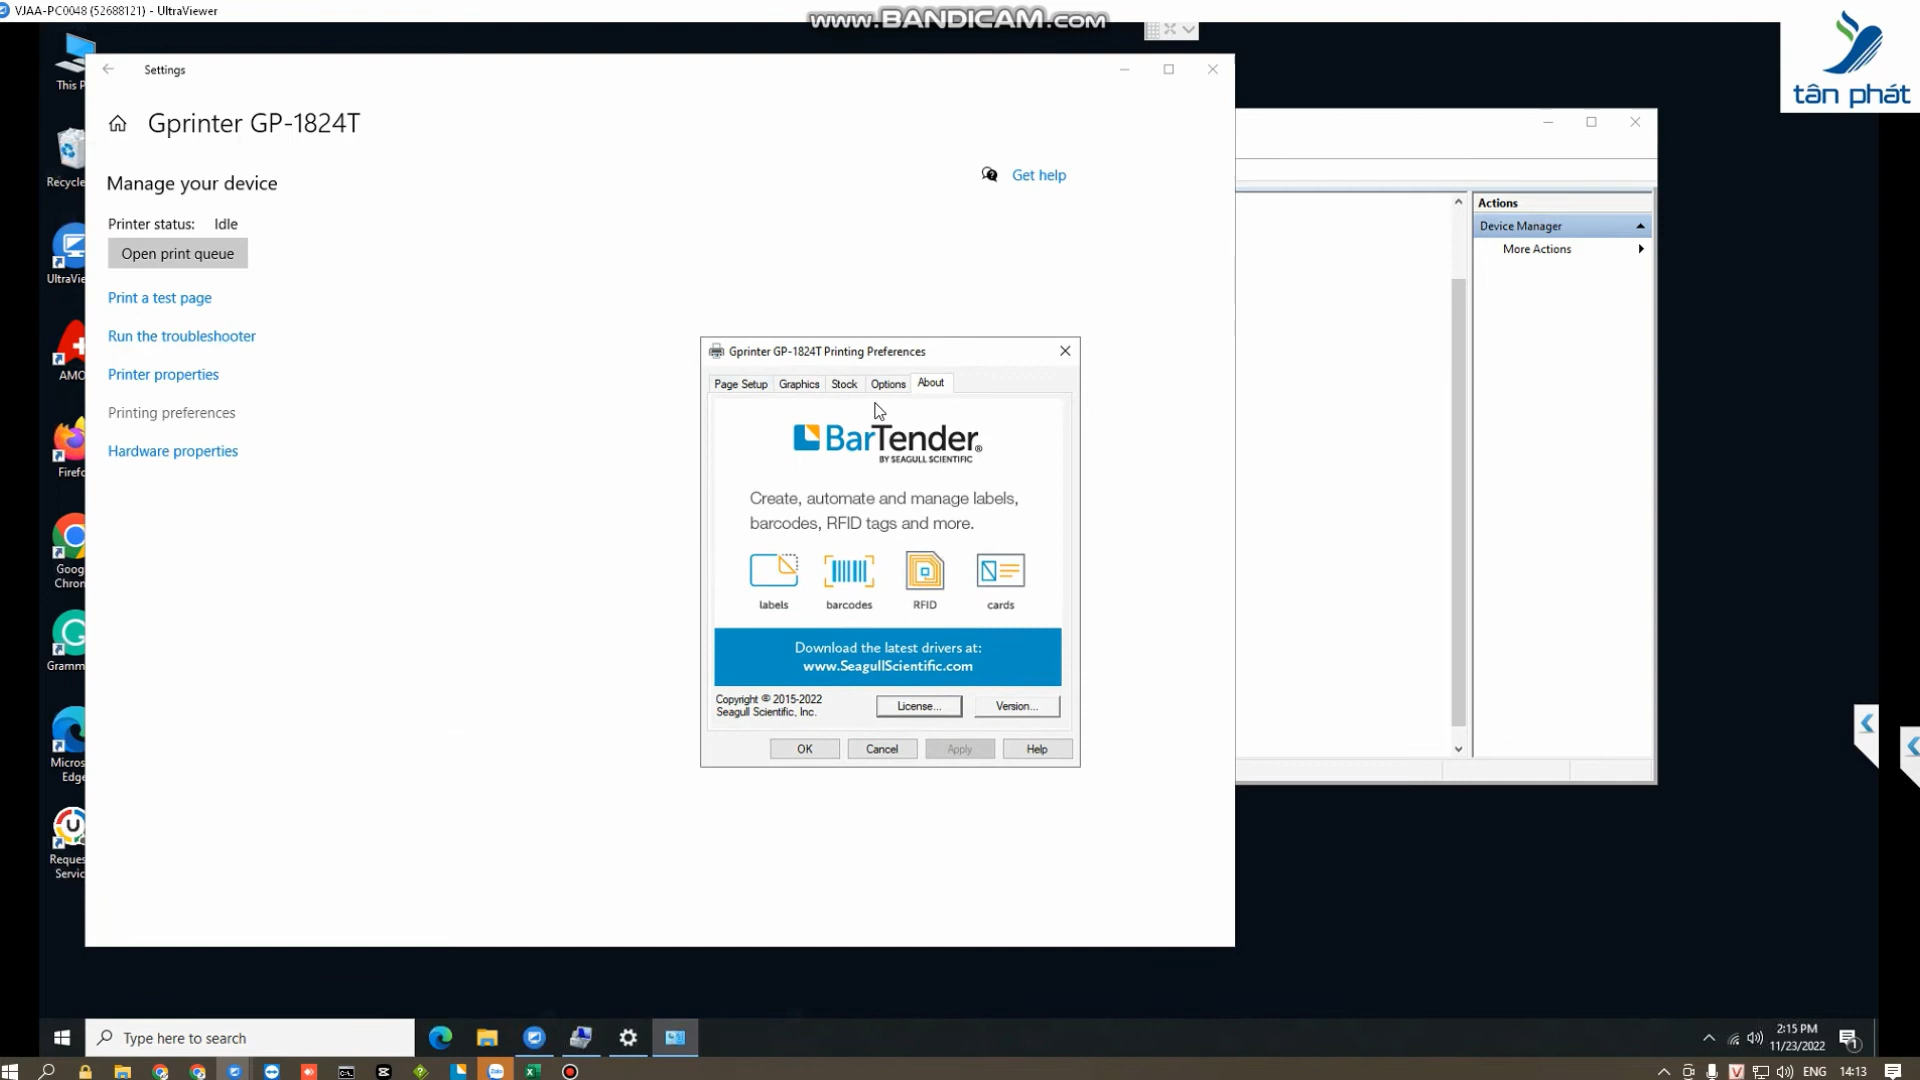 VJAA-PC0048 (52688121) - UltraViewer
www.BANDICAM.com
tân phát
This P
Recycle
UltraVie
AMO
Firefo
Goog
Chron
Gramm
Micros
Edge
Reque
Servic
Settings
Gprinter GP-1824T
Manage your device
Get help
Printer status: Idle
Open print queue
Print a test page
Run the troubleshooter
Printer properties
Printing preferences
Hardware properties
Actions
Device Manager
More Actions
Gprinter GP-1824T Printing Preferences
Page Setup Graphics Stock Options About
BarTender®
BY SEAGULL SCIENTIFIC
Create, automate and manage labels,
barcodes, RFID tags and more.
labels barcodes RFID cards
Download the latest drivers at:
www.SeagullScientific.com
Copyright © 2015-2022
Seagull Scientific, Inc.
License... Version...
OK Cancel Apply Help
Type here to search
2:15 PM
11/23/2022
1
Zalo
V
ENG 14:13